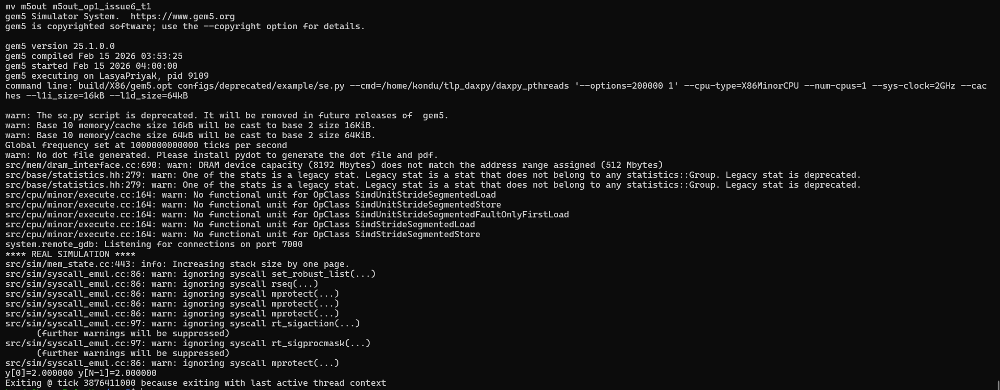 mv m5out m5out_op1_issue6_t1
gem5 Simulator System.  https://www.gem5.org
gem5 is copyrighted software; use the --copyright option for details.

gem5 version 25.1.0.0
gem5 compiled Feb 15 2026 03:53:25
gem5 started Feb 15 2026 04:00:00
gem5 executing on LasyaPriyaK, pid 9109
command line: build/X86/gem5.opt configs/deprecated/example/se.py --cmd=/home/kondu/tlp_daxpy/daxpy_pthreads '--options=200000 1' --cpu-type=X86MinorCPU --num-cpus=1 --sys-clock=2GHz --cac
hes --l1i_size=16kB --l1d_size=64kB

warn: The se.py script is deprecated. It will be removed in future releases of  gem5.
warn: Base 10 memory/cache size 16kB will be cast to base 2 size 16KiB.
warn: Base 10 memory/cache size 64kB will be cast to base 2 size 64KiB.
Global frequency set at 1000000000000 ticks per second
warn: No dot file generated. Please install pydot to generate the dot file and pdf.
src/mem/dram_interface.cc:690: warn: DRAM device capacity (8192 Mbytes) does not match the address range assigned (512 Mbytes)
src/base/statistics.hh:279: warn: One of the stats is a legacy stat. Legacy stat is a stat that does not belong to any statistics::Group. Legacy stat is deprecated.
src/base/statistics.hh:279: warn: One of the stats is a legacy stat. Legacy stat is a stat that does not belong to any statistics::Group. Legacy stat is deprecated.
src/cpu/minor/execute.cc:164: warn: No functional unit for OpClass SimdUnitStrideSegmentedLoad
src/cpu/minor/execute.cc:164: warn: No functional unit for OpClass SimdUnitStrideSegmentedStore
src/cpu/minor/execute.cc:164: warn: No functional unit for OpClass SimdUnitStrideSegmentedFaultOnlyFirstLoad
src/cpu/minor/execute.cc:164: warn: No functional unit for OpClass SimdStrideSegmentedLoad
src/cpu/minor/execute.cc:164: warn: No functional unit for OpClass SimdStrideSegmentedStore
system.remote_gdb: Listening for connections on port 7000
**** REAL SIMULATION ****
src/sim/mem_state.cc:443: info: Increasing stack size by one page.
src/sim/syscall_emul.cc:86: warn: ignoring syscall set_robust_list(...)
src/sim/syscall_emul.cc:86: warn: ignoring syscall rseq(...)
src/sim/syscall_emul.cc:86: warn: ignoring syscall mprotect(...)
src/sim/syscall_emul.cc:86: warn: ignoring syscall mprotect(...)
src/sim/syscall_emul.cc:86: warn: ignoring syscall mprotect(...)
src/sim/syscall_emul.cc:97: warn: ignoring syscall rt_sigaction(...)
      (further warnings will be suppressed)
src/sim/syscall_emul.cc:97: warn: ignoring syscall rt_sigprocmask(...)
      (further warnings will be suppressed)
src/sim/syscall_emul.cc:86: warn: ignoring syscall mprotect(...)
y[0]=2.000000 y[N-1]=2.000000
Exiting @ tick 3876411000 because exiting with last active thread context